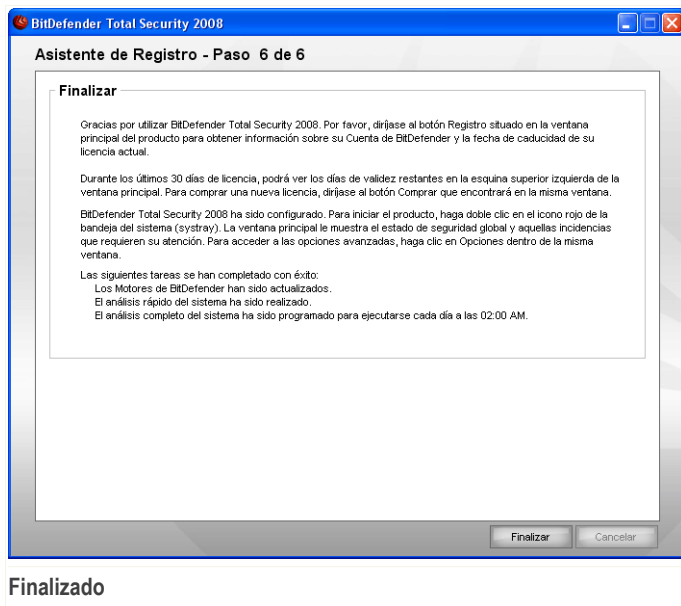 BitDefender Total Security 2008
Asistente de Registro - Paso 6 de 6
Finalizar
Gracias por utilizar BitDefender Total Security 2008. Por favor, diríjase al botón Registro situado en la ventana
principal del producto para obtener información sobre su Cuenta de BitDefender y la fecha de caducidad de su
licencia actual.
Durante los últimos 30 días de licencia, podrá ver los días de validez restantes en la esquina superior izquierda de la
ventana principal. Para comprar una nueva licencia, diríjase al botón Comprar que encontrará en la misma ventana.
BitDefender Total Security 2008 ha sido configurado. Para iniciar el producto, haga doble clic en el icono rojo de la
bandeja del sistema (systray). La ventana principal le muestra el estado de seguridad global y aquellas incidencias
que requieren su atención. Para acceder a las opciones avanzadas, haga clic en Opciones dentro de la misma
ventana.
Las siguientes tareas se han completado con éxito:
Los Motores de BitDefender han sido actualizados.
El análisis rápido del sistema ha sido realizado.
El análisis completo del sistema ha sido programado para ejecutarse cada día a las 02:00 AM.
Finalizar
Cancelar
Finalizado